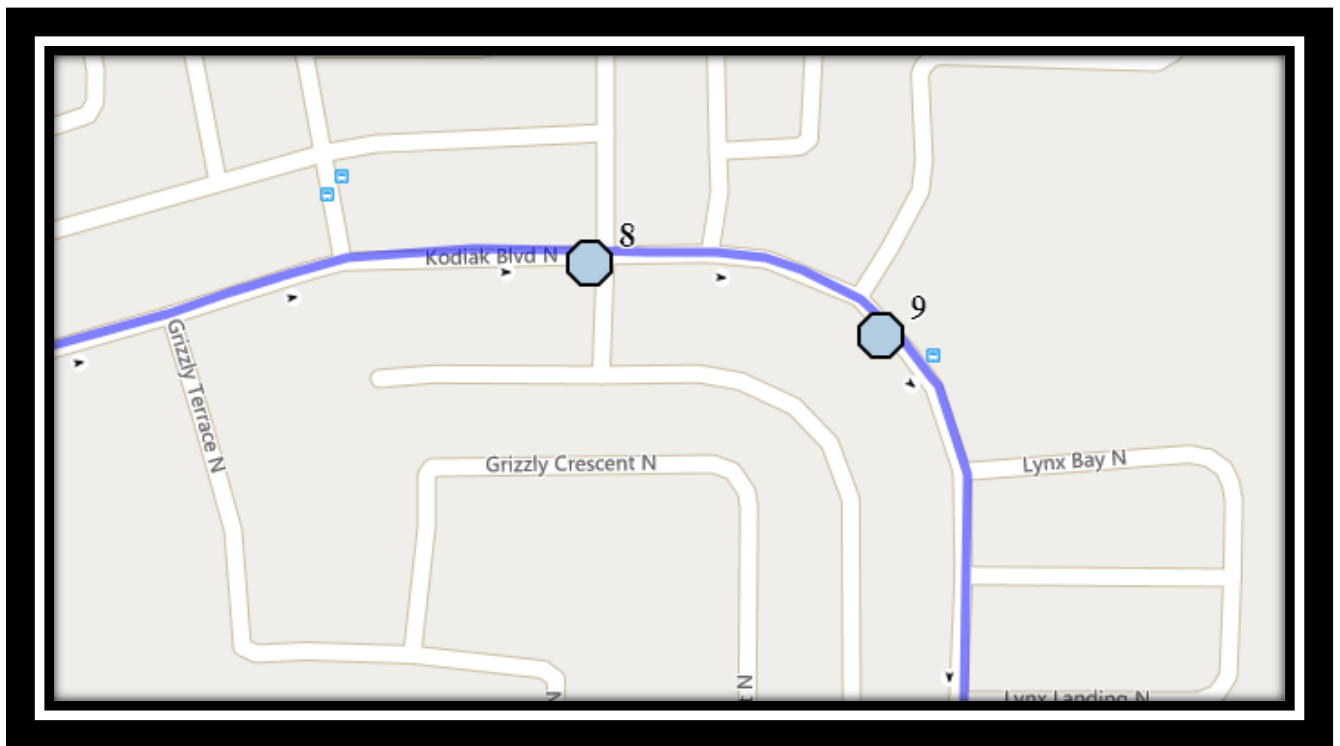 8
Kodiak Blvd N
9
Grizzly Terrace N
Grizzly Crescent N
Lynx Bay N
Lynx Landing N
N
t N